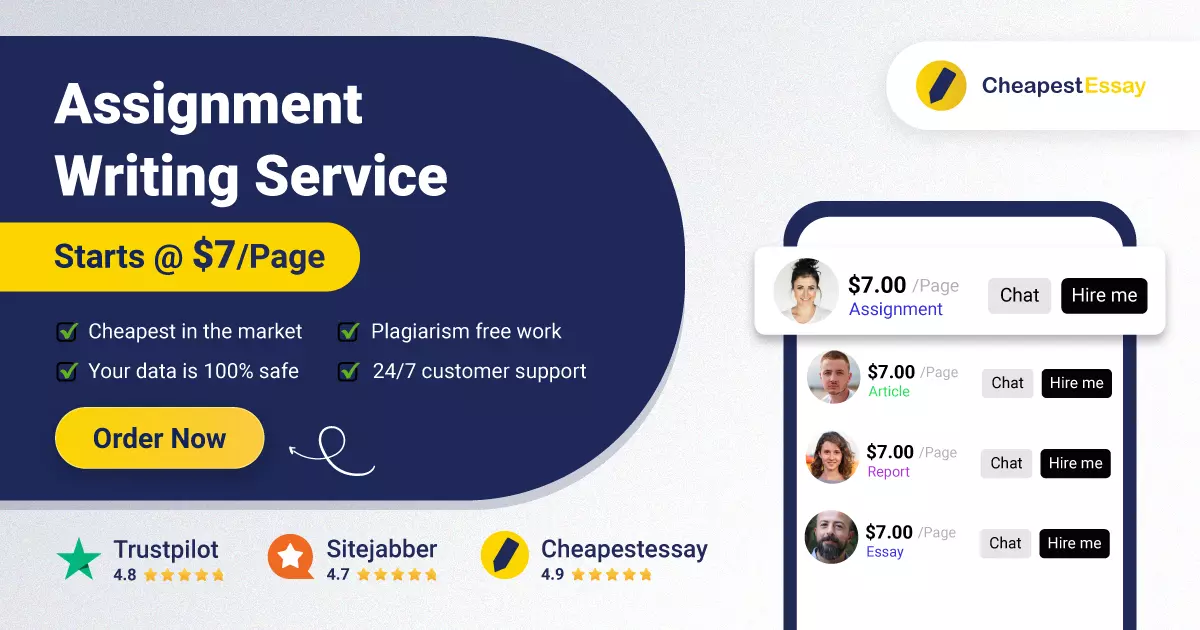 Assignment
Writing Service
Starts @ $7/Page
Cheapest in the market
Plagiarism free work
Your data is 100% safe
24/7 customer support
Order Now
Trustpilot
4.8
Sitejabber
4.7
Cheapestessay
4.9
CheapestEssay
$7.00 /Page
Assignment
Chat
Hire me
$7.00 /Page
Article
Chat
Hire me
$7.00 /Page
Report
Chat
Hire me
$7.00 /Page
Essay
Chat
Hire me